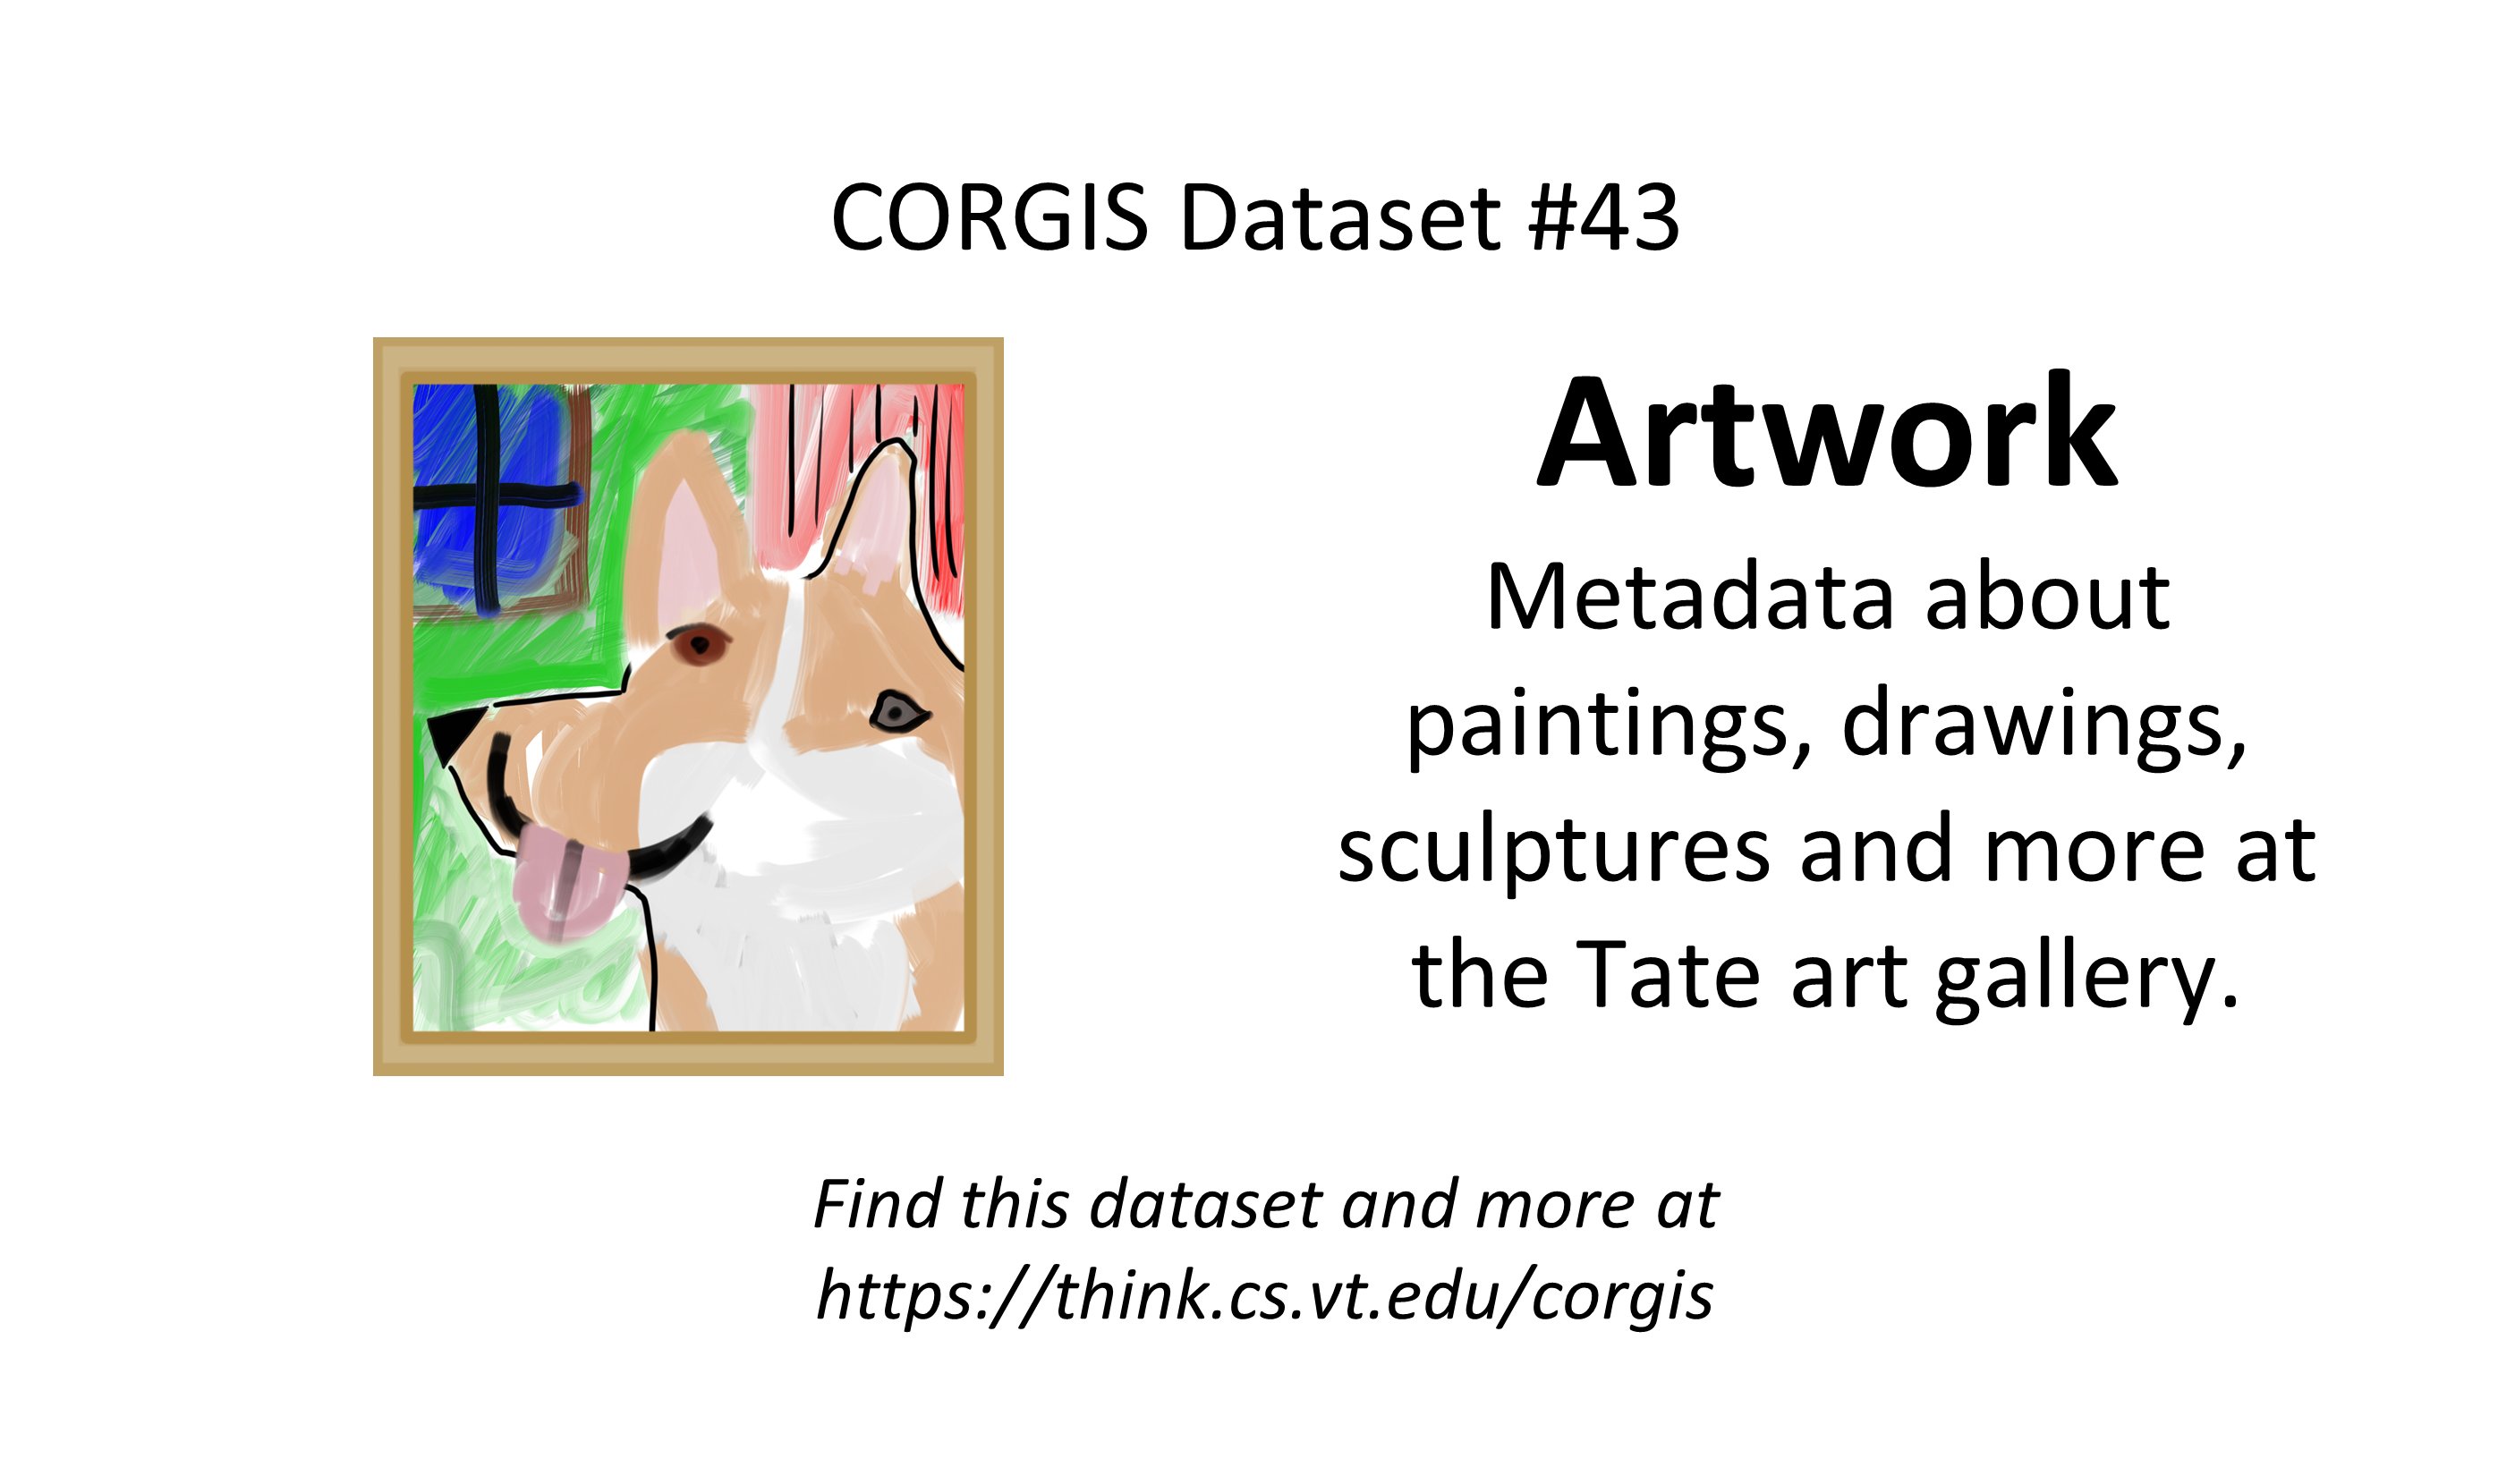 CORGIS Dataset #43
Artwork
Metadata about
paintings, drawings,
sculptures and more at
the Tate art gallery.
Find this dataset and more at
https://think.cs.vt.edu/corgis